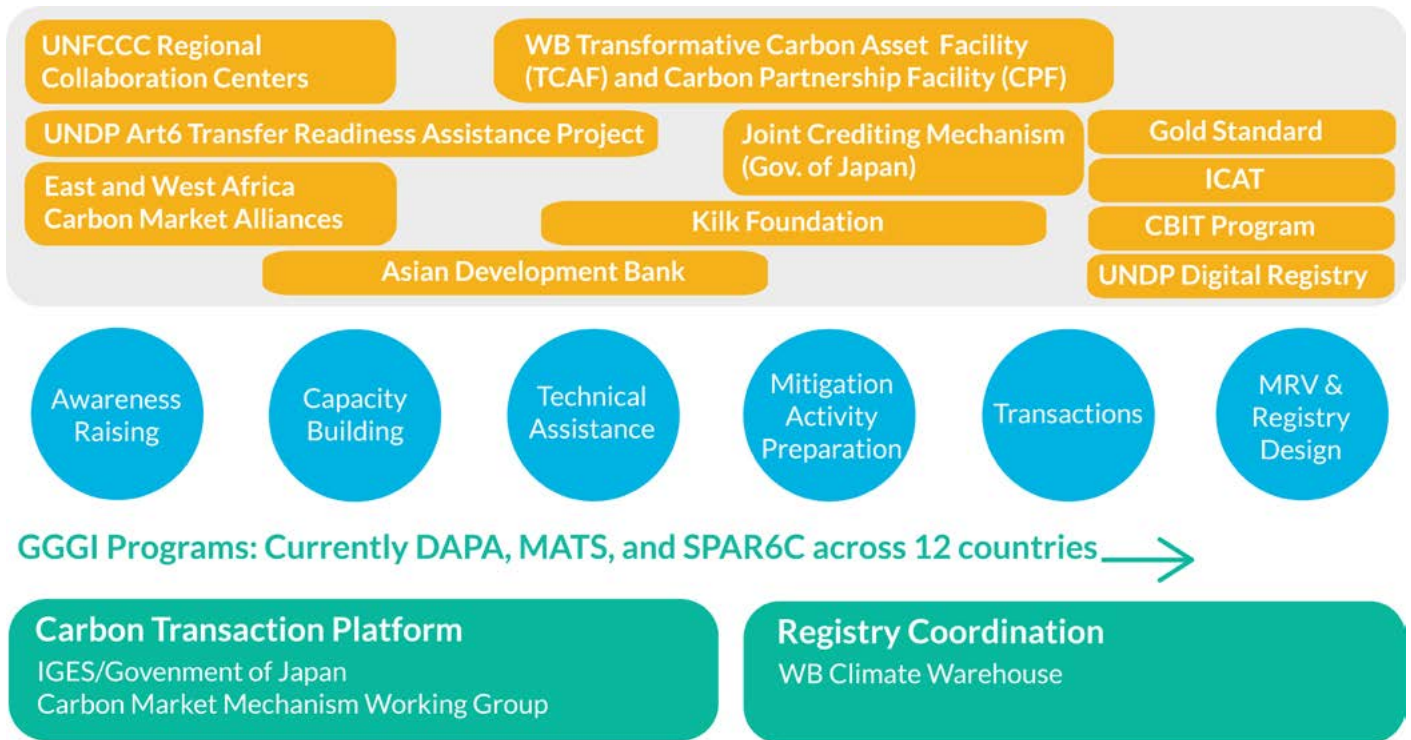 UNFCCC Regional
Collaboration Centers
WB Transformative Carbon Asset Facility
(TCAF) and Carbon Partnership Facility (CPF)
UNDP Art6 Transfer Readiness Assistance Project
Joint Crediting Mechanism
(Gov. of Japan)
Gold Standard
ICAT
East and West Africa
Carbon Market Alliances
Kilk Foundation
CBIT Program
Asian Development Bank
UNDP Digital Registry
Awareness
Raising
Capacity
Building
Technical
Assistance
Mitigation
Activity
Preparation
Transactions
MRV &
Registry
Design
GGGI Programs: Currently DAPA, MATS, and SPAR6C across 12 countries
Carbon Transaction Platform
IGES/Govenment of Japan
Carbon Market Mechanism Working Group
Registry Coordination
WB Climate Warehouse